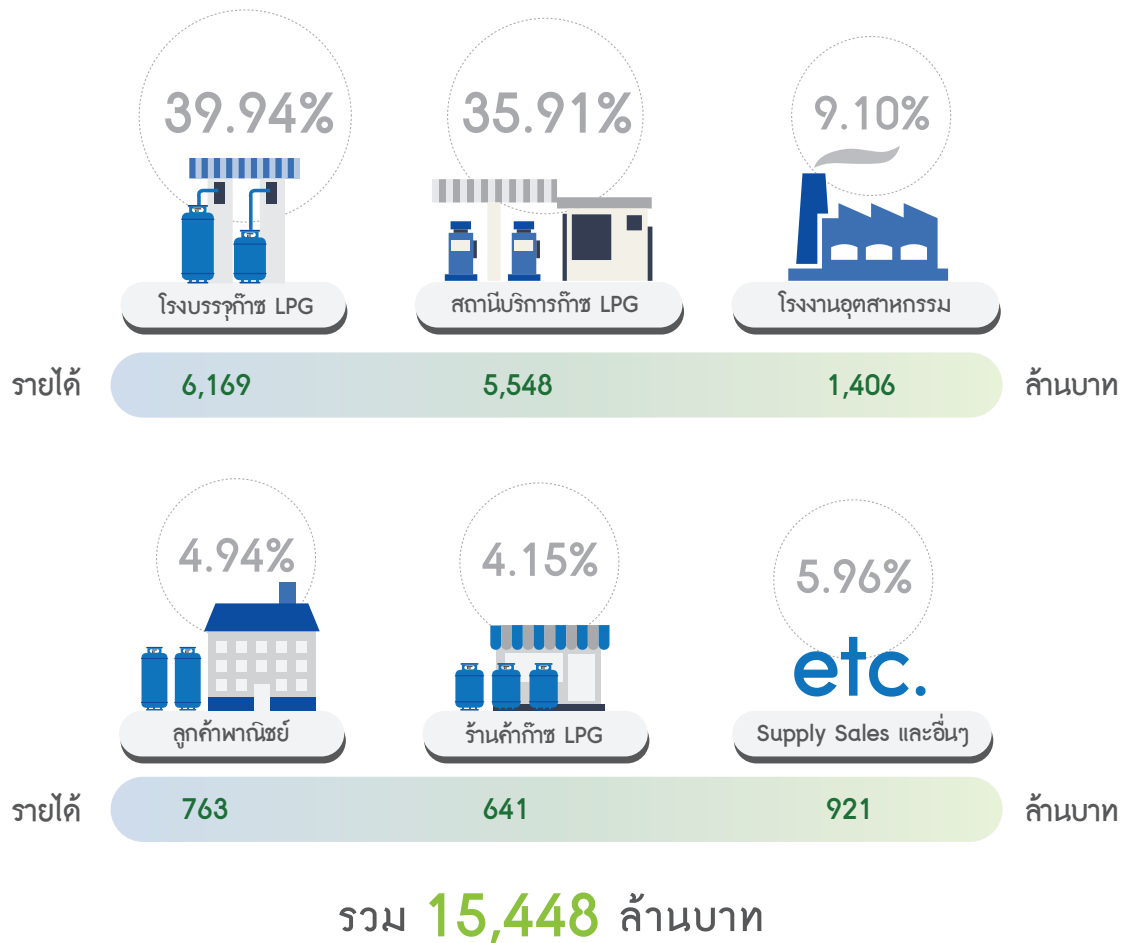 39.94% 35.91% 9.10%
โรงบรรจุก๊าซ LPG สถานีบริการก๊าซ LPG โรงงานอุตสาหกรรม
รายได้ 6,169 5,548 1,406 ล้านบาท
4.94% 4.15% 5.96%
etc.
ลูกค้าพาณิชย์ ร้านค้าก๊าซ LPG Supply Sales และอื่นๆ
รายได้ 763 641 921 ล้านบาท
รวม 15,448 ล้านบาท